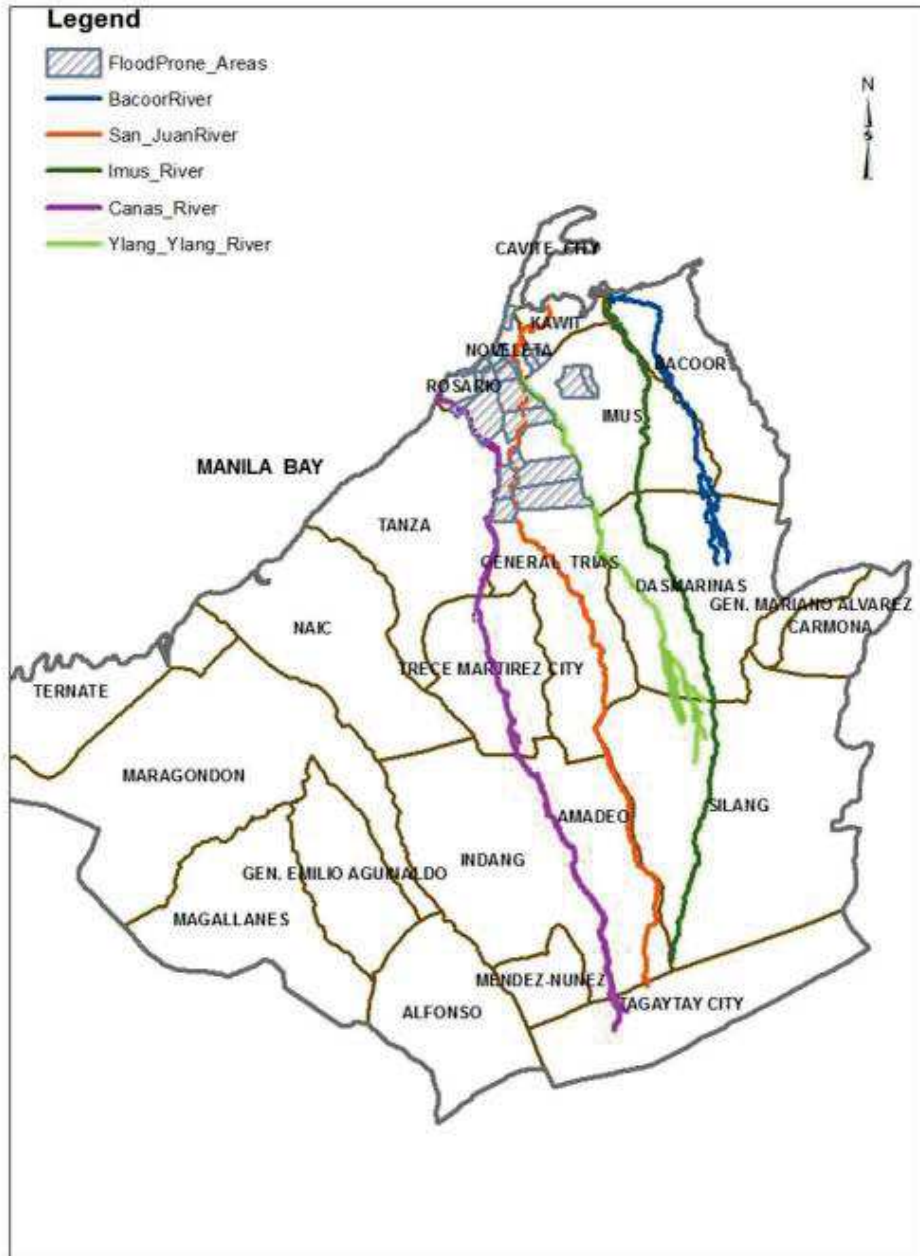 Legend
FloodProne_Areas
BacoorRiver
San_JuanRiver
Imus_River
Canas_River
Ylang_Ylang_River
N
S
CAVITE CITY
KAWIT
NOVELETA
BACOOR
ROSARIO
IMUS
MANILA BAY
TANZA
GENERAL TRIAS
DASMARINAS
GEN. MARIANO ALVAREZ
CARMONA
NAIC
TRECE MARTIREZ CITY
TERNATE
MARAGONDON
SILANG
AMADEO
INDANG
GEN. EMILIO AGUINALDO
MAGALLANES
MENDEZ-NUNEZ
TAGAYTAY CITY
ALFONSO